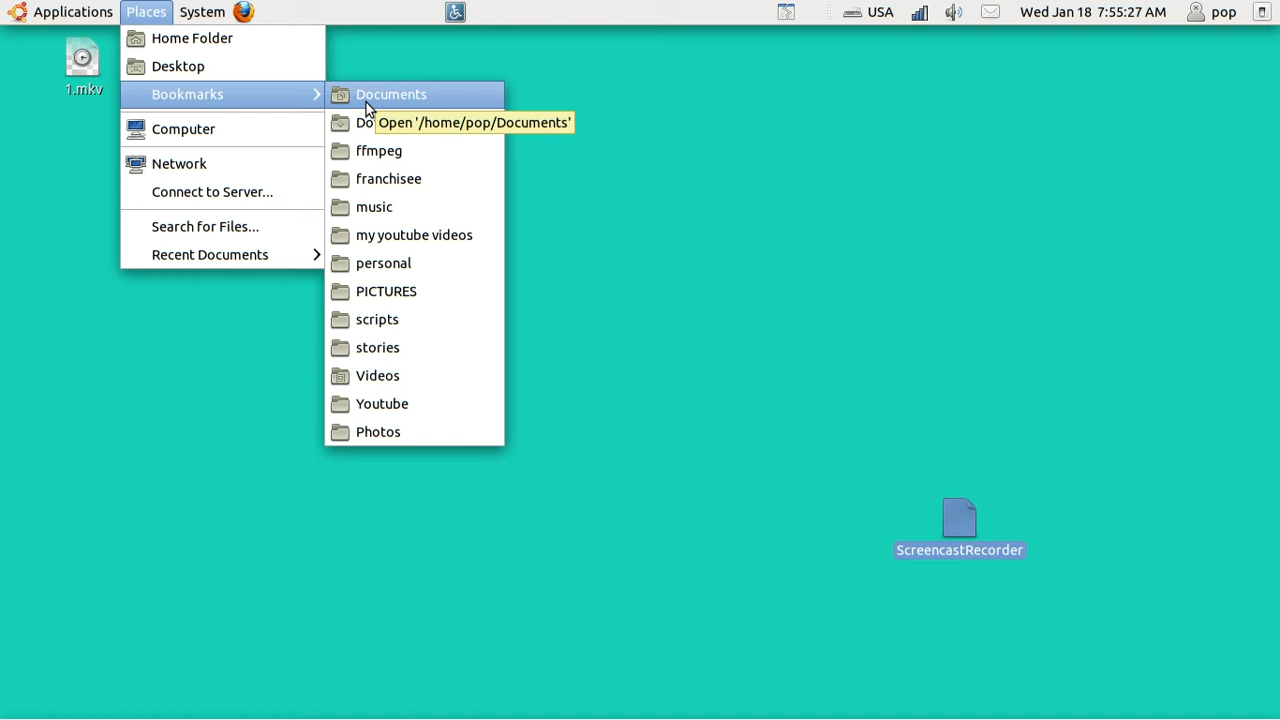 Applications Places System USA Wed Jan 18 7:55:27 AM pop
1.mkv
Home Folder
Desktop
Bookmarks
Computer
Network
Connect to Server...
Search for Files...
Recent Documents
Documents
Do
Open '/home/pop/Documents'
ffmpeg
franchisee
music
my youtube videos
personal
PICTURES
scripts
stories
Videos
Youtube
Photos
ScreencastRecorder